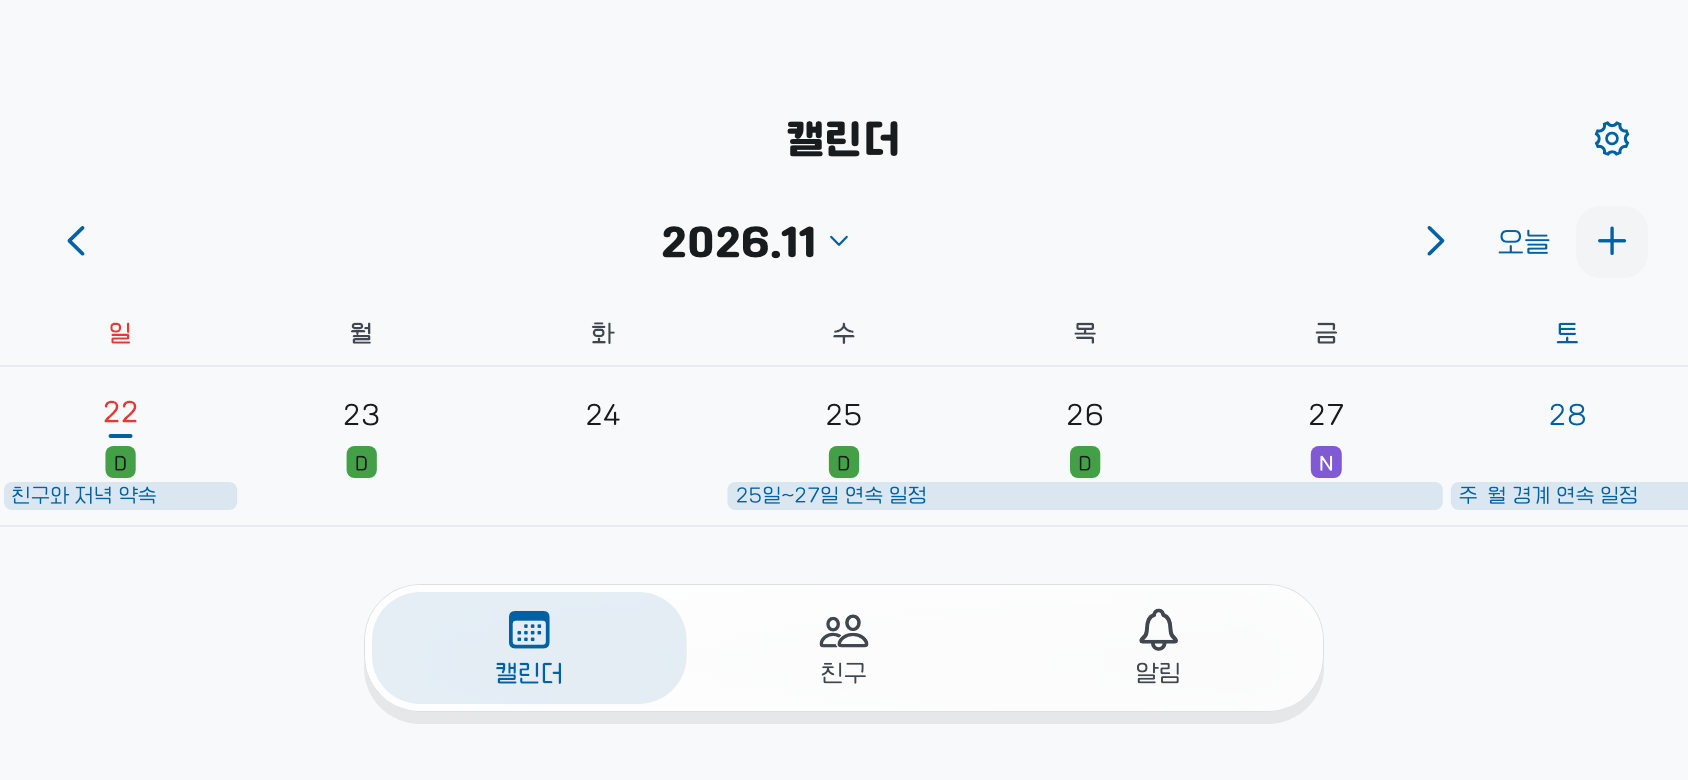 캘린더
2026.11 오늘
일 월 화 수 목 금 토
22 23 24 25 26 27 28
D D D D N
친구와 저녁 약속 25일~27일 연속 일정 주 월 경계 연속 일정
캘린더 친구 알림